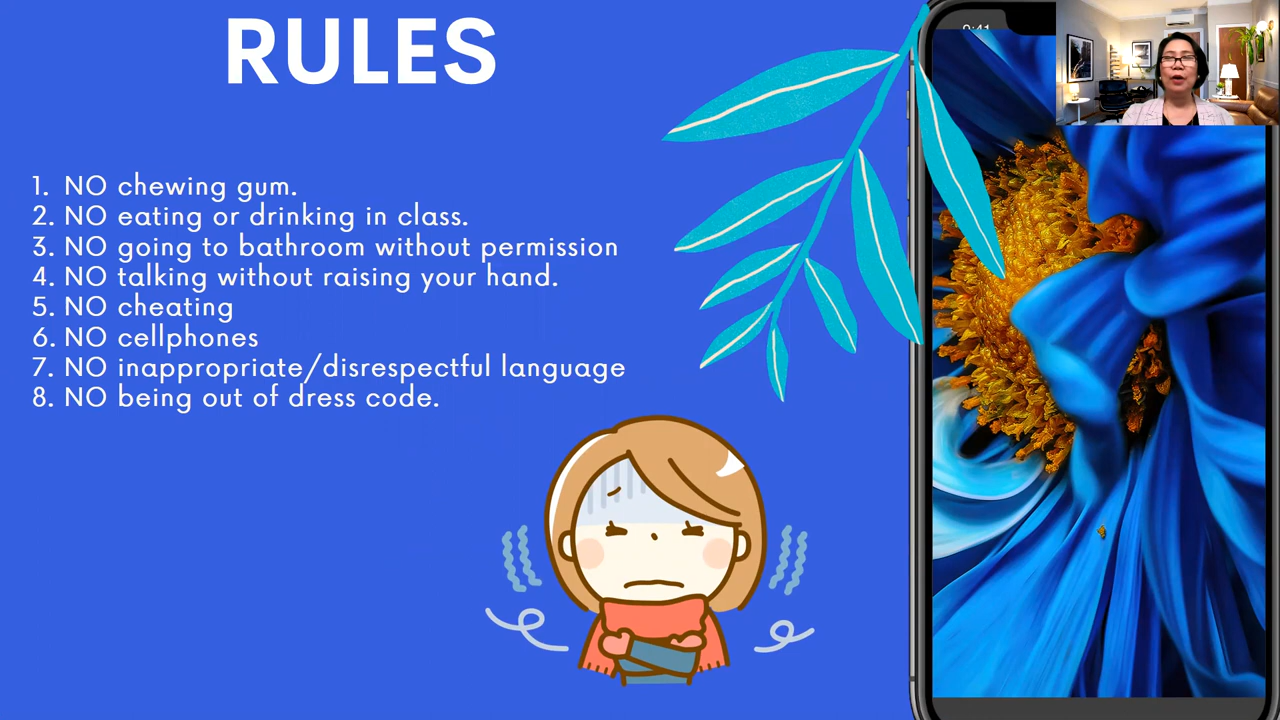 RULES
1. NO chewing gum.
2. NO eating or drinking in class.
3. NO going to bathroom without permission
4. NO talking without raising your hand.
5. NO cheating
6. NO cellphones
7. NO inappropriate/disrespectful language
8. NO being out of dress code.
9:41